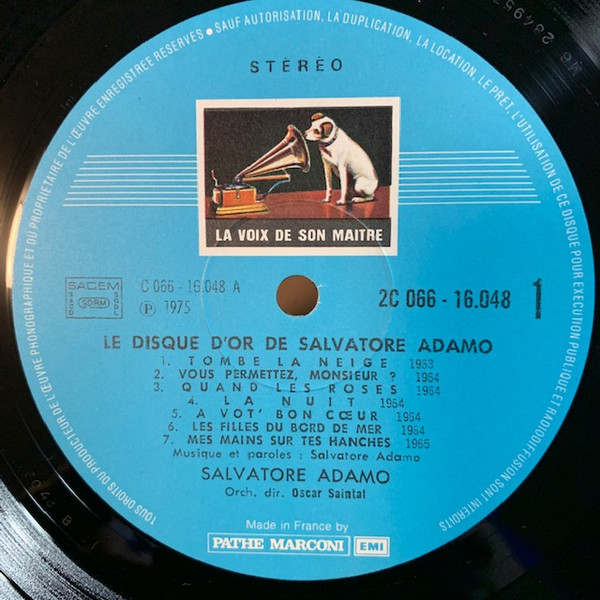 TOUS DROITS DU PRODUCTEUR DE L'ŒUVRE PHONOGRAPHIQUE ET DU PROPRIETAIRE DE L'ŒUVRE ENREGISTREE RESERVES ● SAUF AUTORISATION, LA DUPLICATION, LA LOCATION, LE PRET, L'UTILISATION DE CE DISQUE POUR EXECUTION PUBLIQUE ET RADIODIFFUSION SONT INTERDITS
STÉRÉO
LA VOIX DE SON MAITRE
SACEM
SACD SDRM SGDL
C 066 - 16.048 A
Ⓟ 1975
2C 066 - 16.048 1
LE DISQUE D'OR DE SALVATORE ADAMO
1. TOMBE LA NEIGE 1963
2. VOUS PERMETTEZ, MONSIEUR ? 1964
3. QUAND LES ROSES 1964
4. LA NUIT 1964
5. A VOT' BON CŒUR 1964
6. LES FILLES DU BORD DE MER 1964
7. MES MAINS SUR TES HANCHES 1965
Musique et paroles : Salvatore Adamo
SALVATORE ADAMO
Orch. dir. Oscar Saintal
Made in France by
PATHE MARCONI EMI